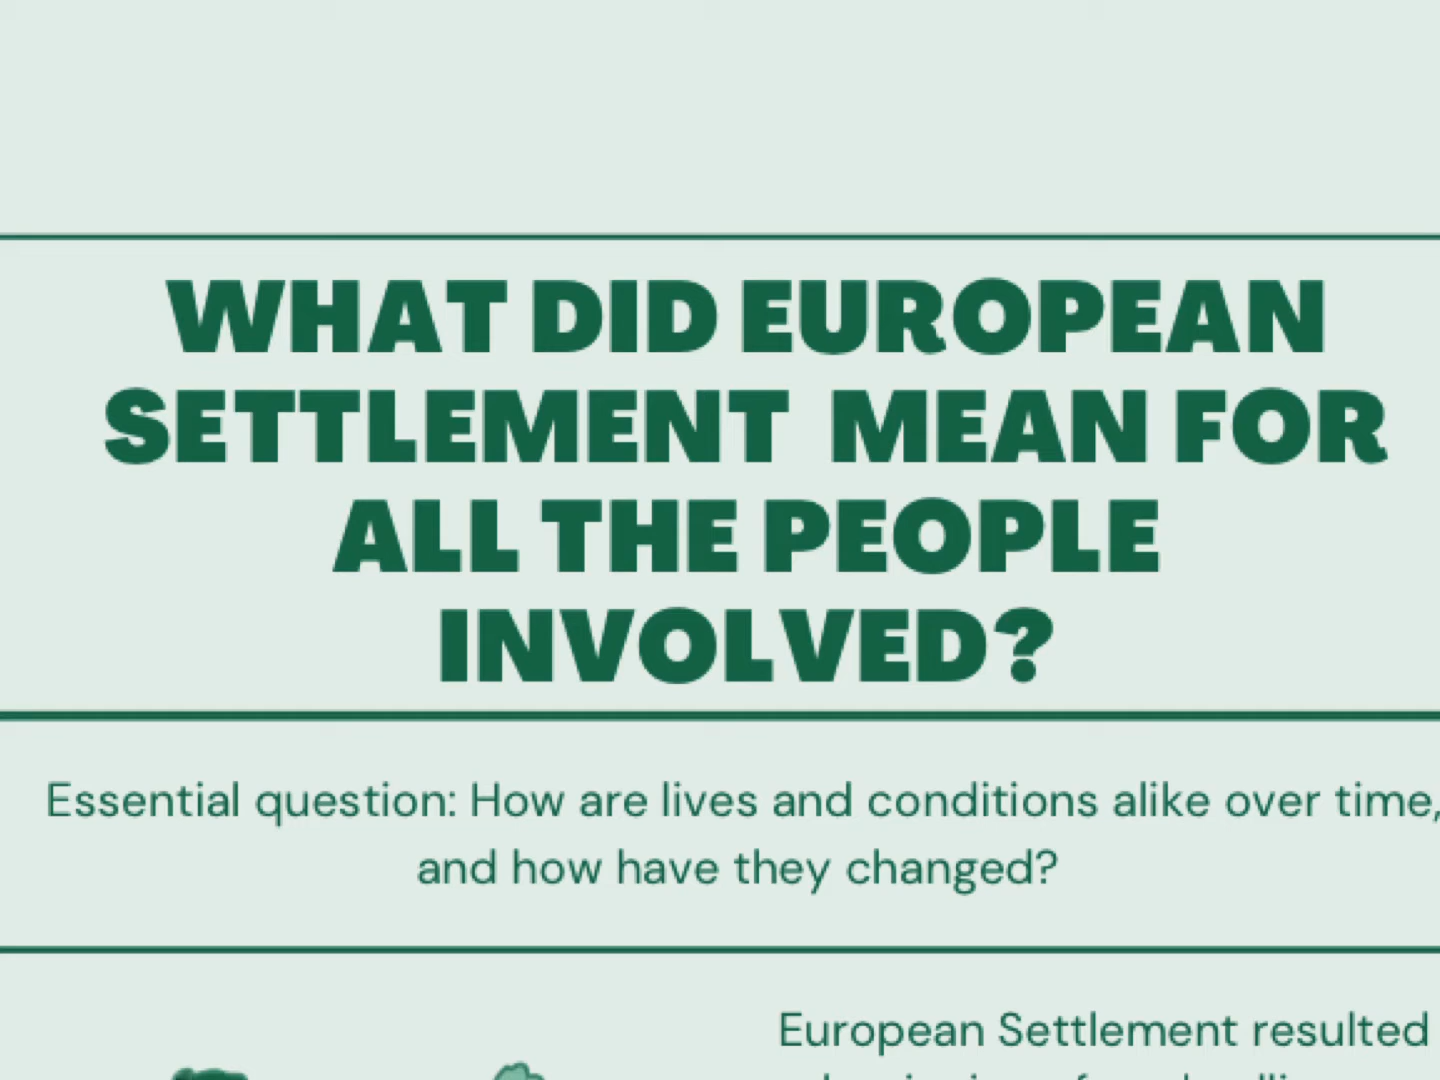 WHAT DID EUROPEAN
SETTLEMENT MEAN FOR
ALL THE PEOPLE
INVOLVED?
Essential question: How are lives and conditions alike over time,
and how have they changed?
European Settlement resulted